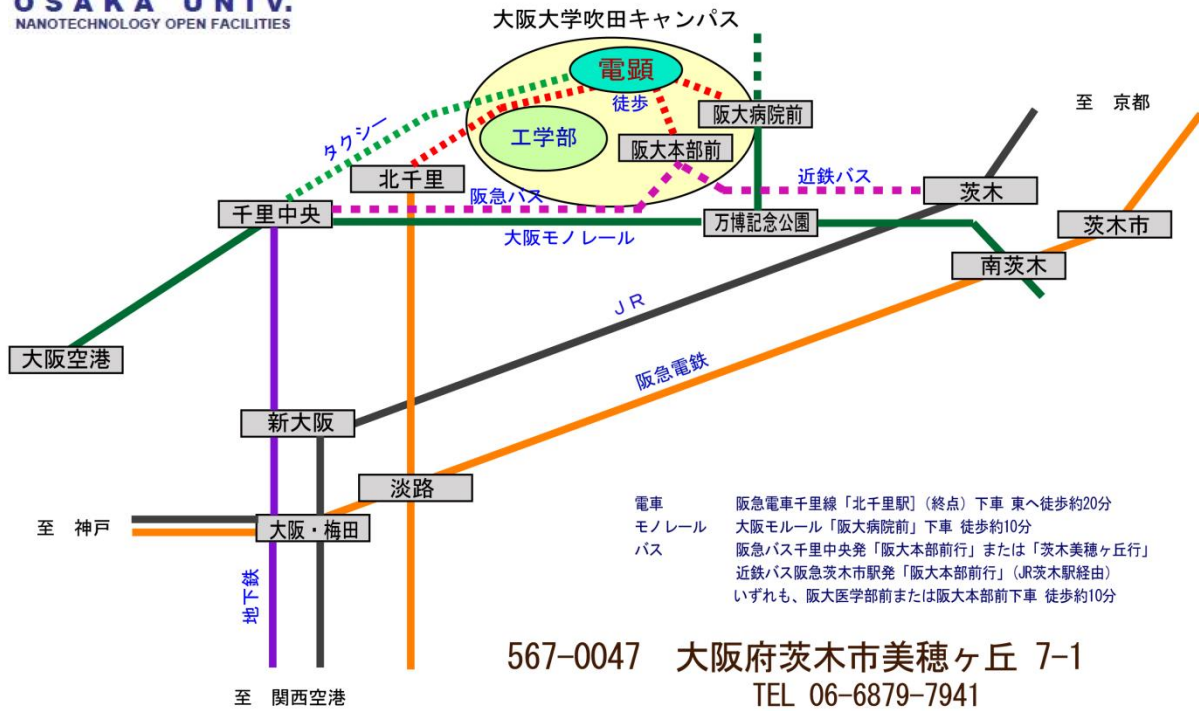 OSAKA UNIV.
NANOTECHNOLOGY OPEN FACILITIES
大阪大学吹田キャンパス
電顕
徒歩
阪大病院前
至 京都
タクシー
工学部
阪大本部前
北千里
阪急バス
近鉄バス
茨木
千里中央
大阪モノレール
万博記念公園
茨木市
南茨木
JR
大阪空港
阪急電鉄
新大阪
淡路
至 神戸
大阪・梅田
地下鉄
至 関西空港
電車 阪急電車千里線「北千里駅］(終点) 下車 東へ徒歩約20分
モノレール 大阪モルール「阪大病院前」下車 徒歩約10分
バス 阪急バス千里中央発「阪大本部前行」または「茨木美穂ヶ丘行」
近鉄バス阪急茨木市駅発「阪大本部前行」(JR茨木駅経由)
いずれも、阪大医学部前または阪大本部前下車 徒歩約10分
567-0047 大阪府茨木市美穂ヶ丘 7-1
TEL 06-6879-7941